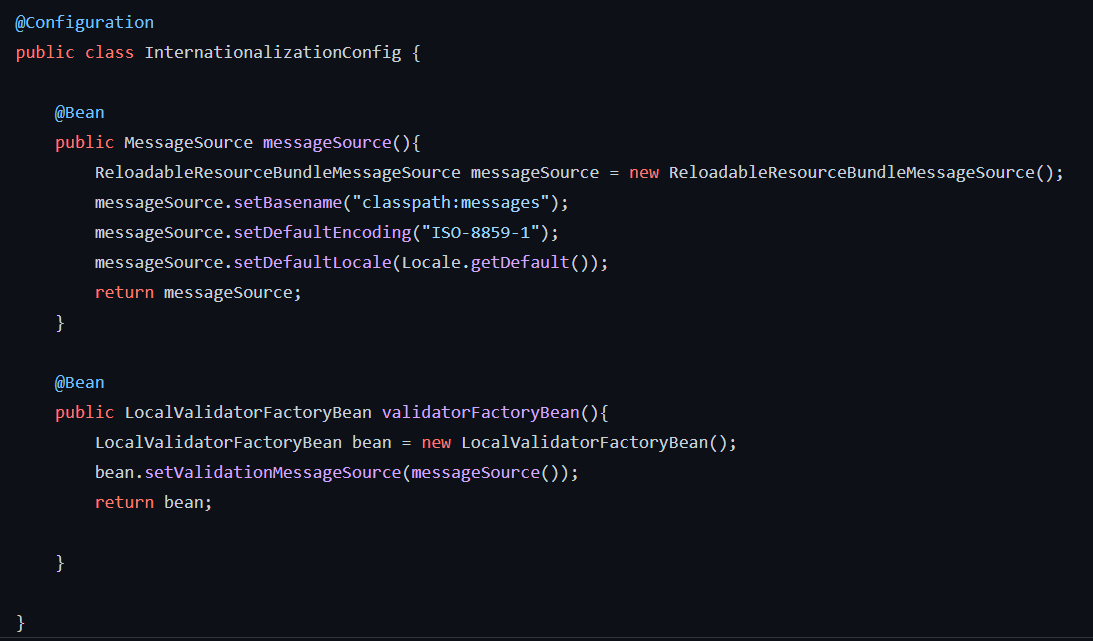 @Configuration
public class InternationalizationConfig {
@Bean
public MessageSource messageSource(){
ReloadableResourceBundleMessageSource messageSource = new ReloadableResourceBundleMessageSource();
messageSource.setBasename("classpath:messages");
messageSource.setDefaultEncoding("ISO-8859-1");
messageSource.setDefaultLocale(Locale.getDefault());
return messageSource;
}
@Bean
public LocalValidatorFactoryBean validatorFactoryBean(){
LocalValidatorFactoryBean bean = new LocalValidatorFactoryBean();
bean.setValidationMessageSource(messageSource());
return bean;
}
}